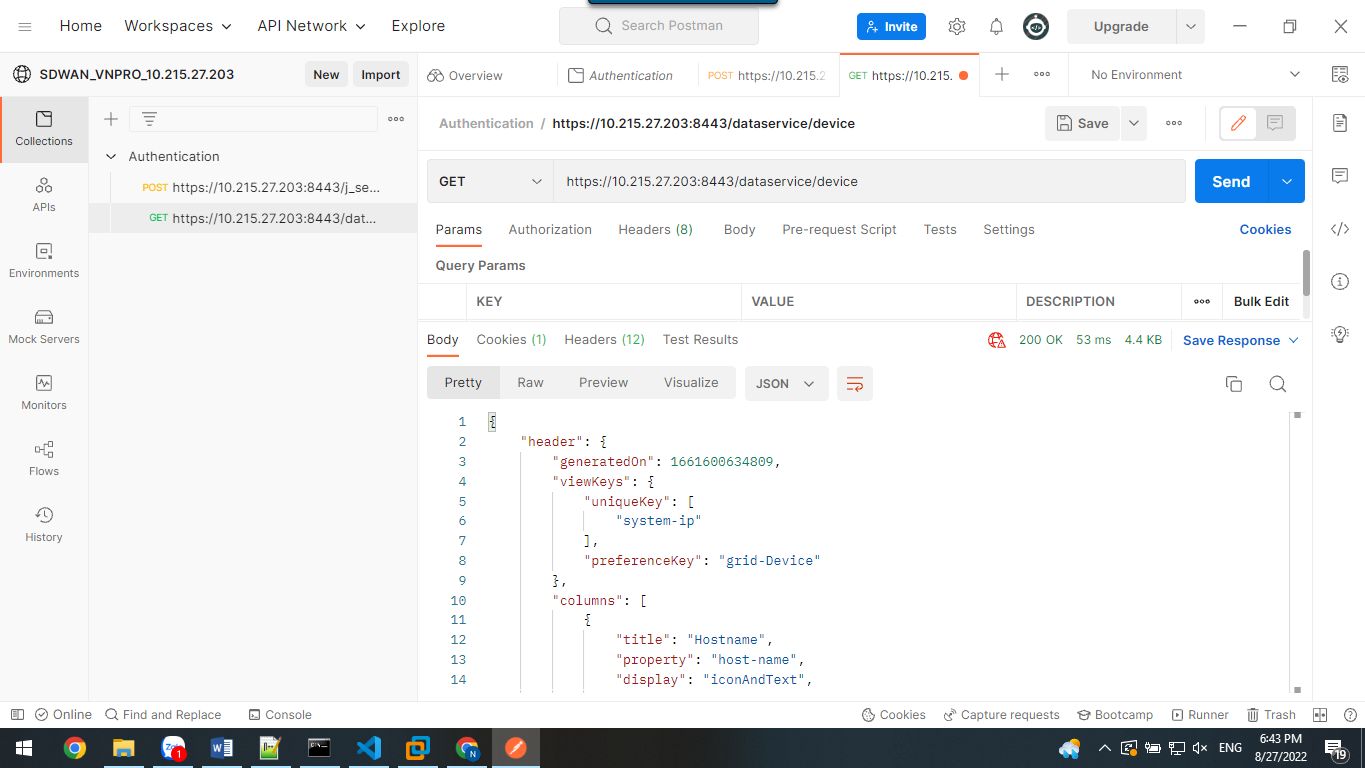 Home Workspaces API Network Explore Search Postman Invite Upgrade
SDWAN_VNPRO_10.215.27.203 New Import Overview Authentication POST https://10.215.2 GET https://10.215. No Environment
Collections
APIs
Environments
Mock Servers
Monitors
Flows
History
Authentication
POST https://10.215.27.203:8443/j_se...
GET https://10.215.27.203:8443/dat...
Authentication / https://10.215.27.203:8443/dataservice/device Save
GET https://10.215.27.203:8443/dataservice/device Send
Params Authorization Headers (8) Body Pre-request Script Tests Settings Cookies
Query Params
KEY VALUE DESCRIPTION Bulk Edit
Body Cookies (1) Headers (12) Test Results 200 OK 53 ms 4.4 KB Save Response
Pretty Raw Preview Visualize JSON
1 {
2 "header": {
3 "generatedOn": 1661600634809,
4 "viewKeys": {
5 "uniqueKey": [
6 "system-ip"
7 ],
8 "preferenceKey": "grid-Device"
9 },
10 "columns": [
11 {
12 "title": "Hostname",
13 "property": "host-name",
14 "display": "iconAndText",
Online Find and Replace Console Cookies Capture requests Bootcamp Runner Trash
1 ENG 6:43 PM
8/27/2022 19